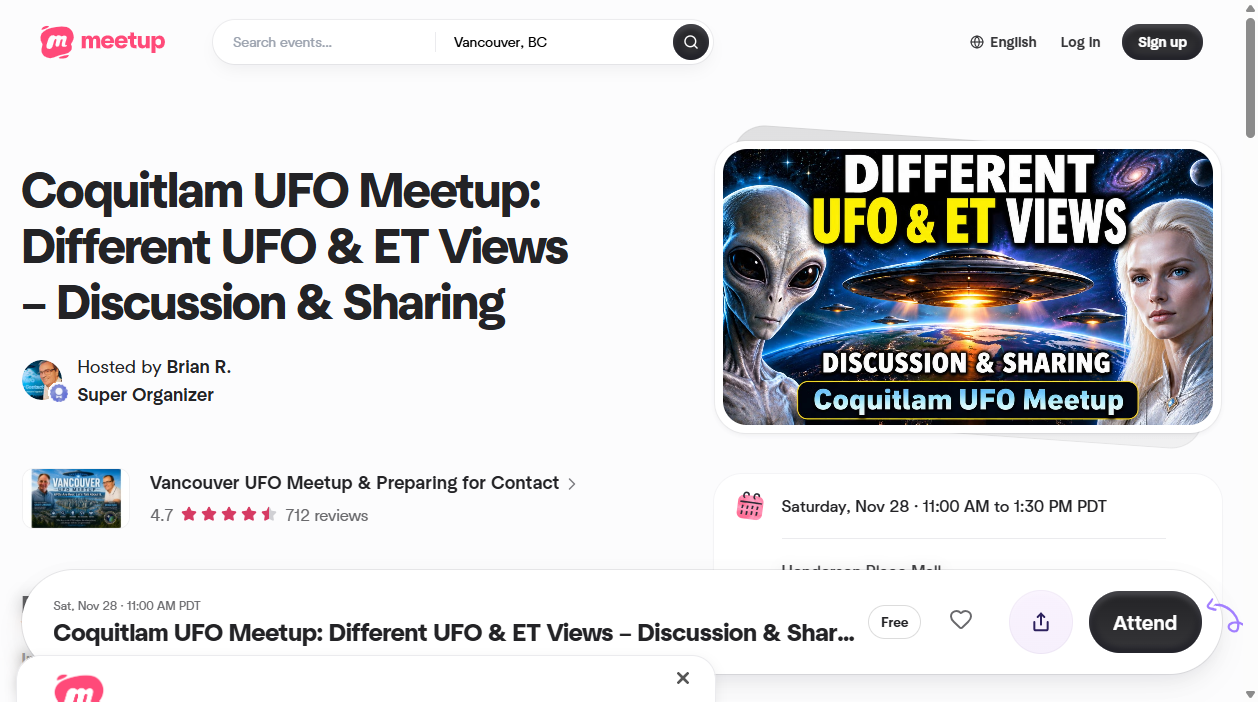 meetup
Search events...
Vancouver, BC
English
Log in
Sign up
Coquitlam UFO Meetup:
Different UFO & ET Views
– Discussion & Sharing
Hosted by Brian R.
Super Organizer
DIFFERENT
UFO & ET VIEWS
DISCUSSION & SHARING
Coquitlam UFO Meetup
VANCOUVER
UFO MEETUP
Vancouver UFO Meetup & Preparing for Contact
4.7
712 reviews
Saturday, Nov 28 · 11:00 AM to 1:30 PM PDT
Sat, Nov 28 · 11:00 AM PDT
Coquitlam UFO Meetup: Different UFO & ET Views – Discussion & Shar...
Free
Attend